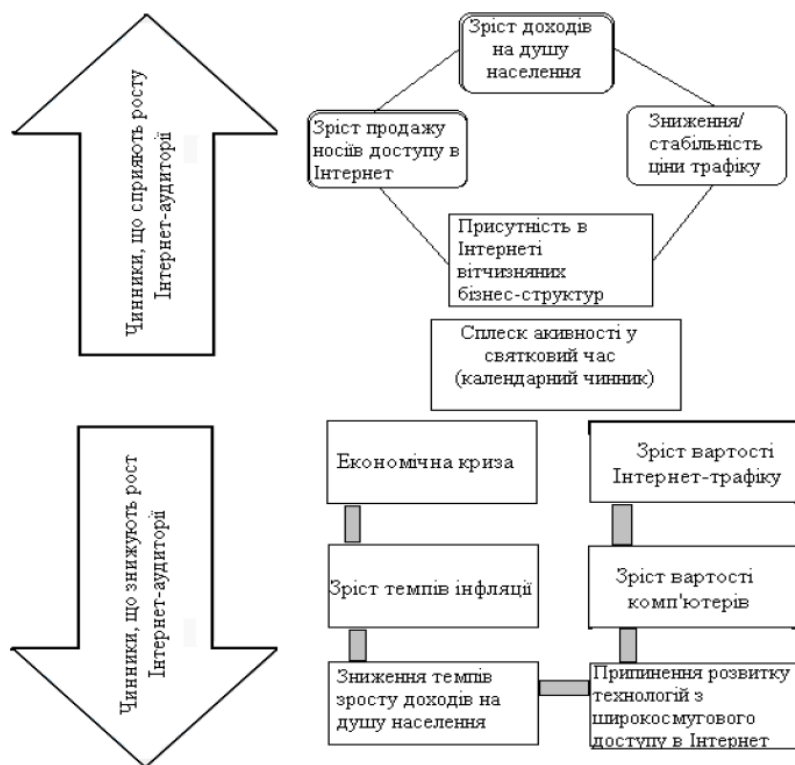 Чинники, що сприяють росту
Інтернет-аудиторії
Зріст доходів
на душу
населення
Зріст продажу
носіїв доступу в
Інтернет
Зниження/
стабільність
ціни трафіку
Присутність в
Інтернеті
вітчизняних
бізнес-структур
Сплеск акивності у
святковий час
(календарний чинник)
Чинники, що знижують рост
Інтернет-аудиторії
Економічна криза
Зріст вартості
Інтернет-трафіку
Зріст темпів інфляції
Зріст вартості
комп'ютерів
Зниження темпів
зросту доходів на
душу населення
Припинення розвитку
технологій з
широкосмугового
доступу в Інтернет